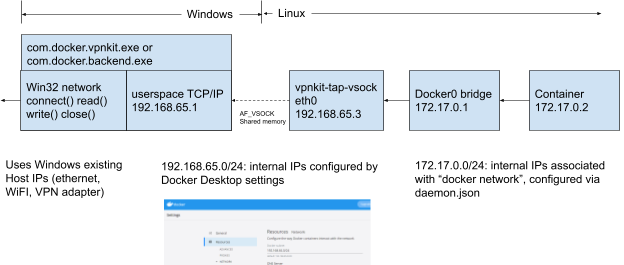 Windows
Linux
com.docker.vpnkit.exe or
com.docker.backend.exe
Win32 network
connect() read()
write() close()
userspace TCP/IP
192.168.65.1
AF_VSOCK
Shared memory
vpnkit-tap-vsock
eth0
192.168.65.3
Docker0 bridge
172.17.0.1
Container
172.17.0.2
Uses Windows existing
Host IPs (ethernet,
WiFI, VPN adapter)
192.168.65.0/24: internal IPs configured by
Docker Desktop settings
172.17.0.0/24: internal IPs associated
with “docker network”, configured via
daemon.json
Settings
Resources
Resources Network